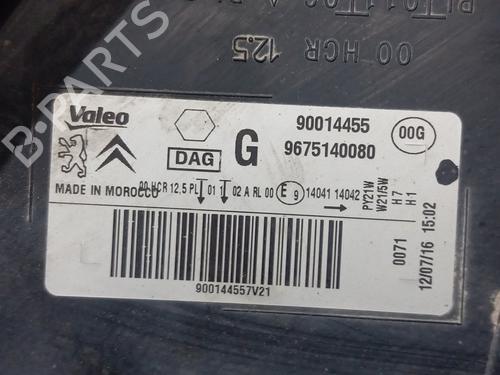 00 HCR 12.5
Valeo
90014455
00G
DAG
G
9675140080
MADE IN MOROCCO
00 HCR 12,5 PL 01 1 02 A RL 00 E 9 14041 14042
PY21W
W21/5W
H7
H1
0071
12/07/16 15:02
900144557V21
B-PARTS